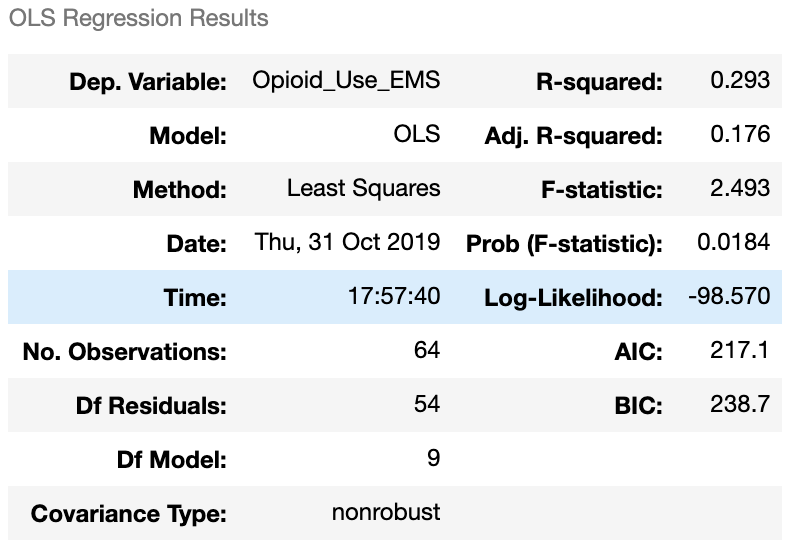 OLS Regression Results
Dep. Variable: Opioid_Use_EMS R-squared: 0.293
Model: OLS Adj. R-squared: 0.176
Method: Least Squares F-statistic: 2.493
Date: Thu, 31 Oct 2019 Prob (F-statistic): 0.0184
Time: 17:57:40 Log-Likelihood: -98.570
No. Observations: 64 AIC: 217.1
Df Residuals: 54 BIC: 238.7
Df Model: 9
Covariance Type: nonrobust